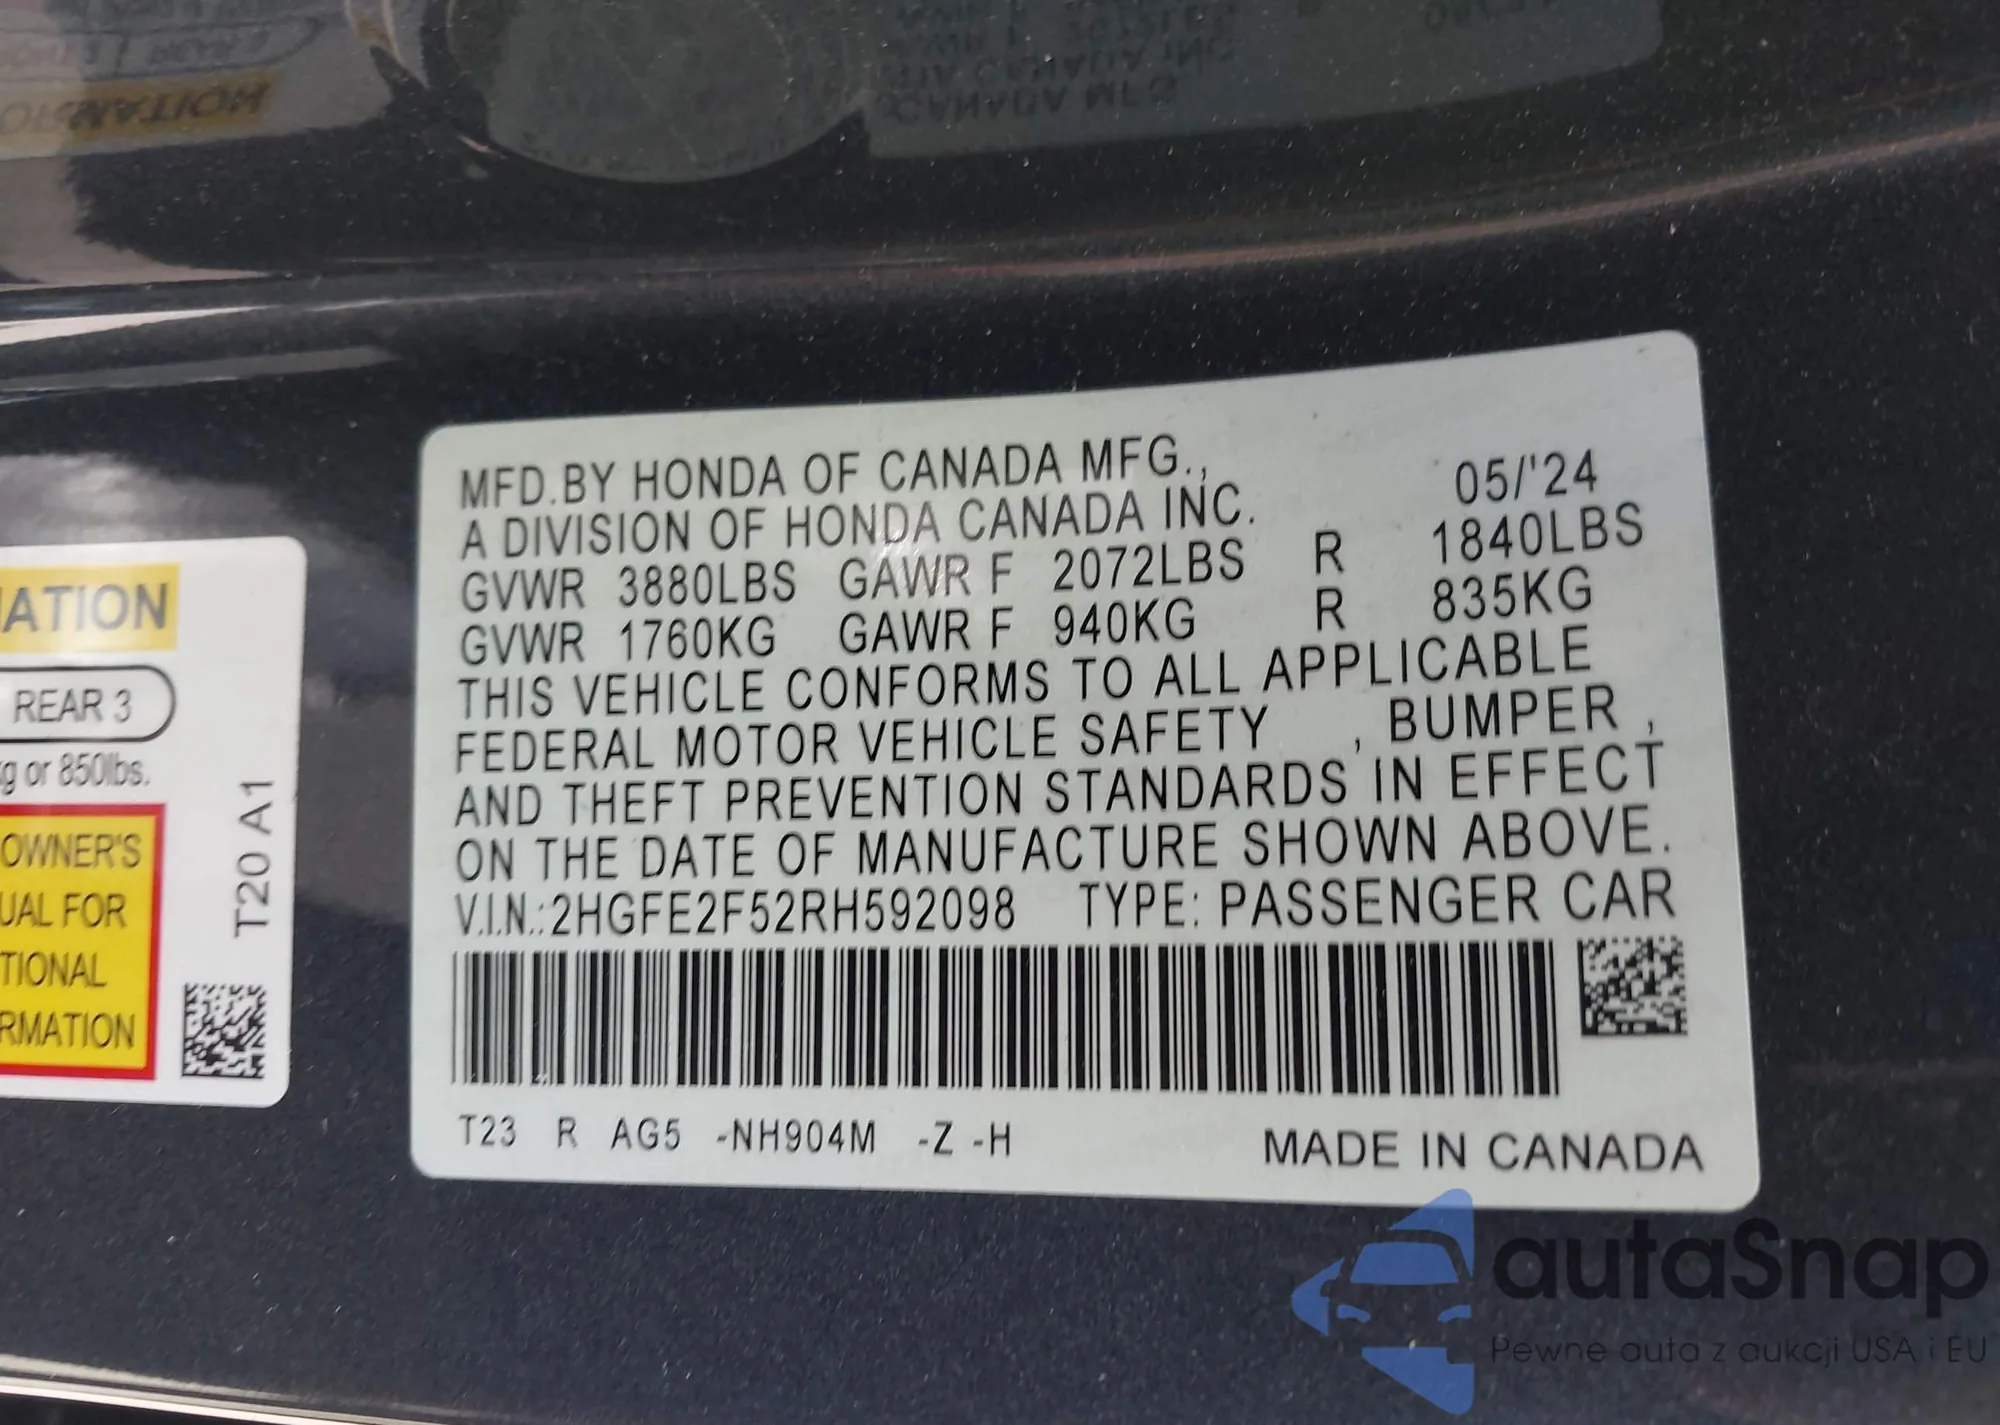 MFD.BY HONDA OF CANADA MFG., 05/'24
A DIVISION OF HONDA CANADA INC.
GVWR 3880LBS GAWR F 2072LBS R 1840LBS
GVWR 1760KG GAWR F 940KG R 835KG
THIS VEHICLE CONFORMS TO ALL APPLICABLE
FEDERAL MOTOR VEHICLE SAFETY , BUMPER ,
AND THEFT PREVENTION STANDARDS IN EFFECT
ON THE DATE OF MANUFACTURE SHOWN ABOVE.
V.I.N.:2HGFE2F52RH592098 TYPE: PASSENGER CAR
T23 R AG5 -NH904M -Z -H
MADE IN CANADA
ATION
REAR 3
or 850lbs.
OWNER'S
UAL FOR
TIONAL
RMATION
T20 A1
autaSnap
Pewne auta z aukcji USA i EU